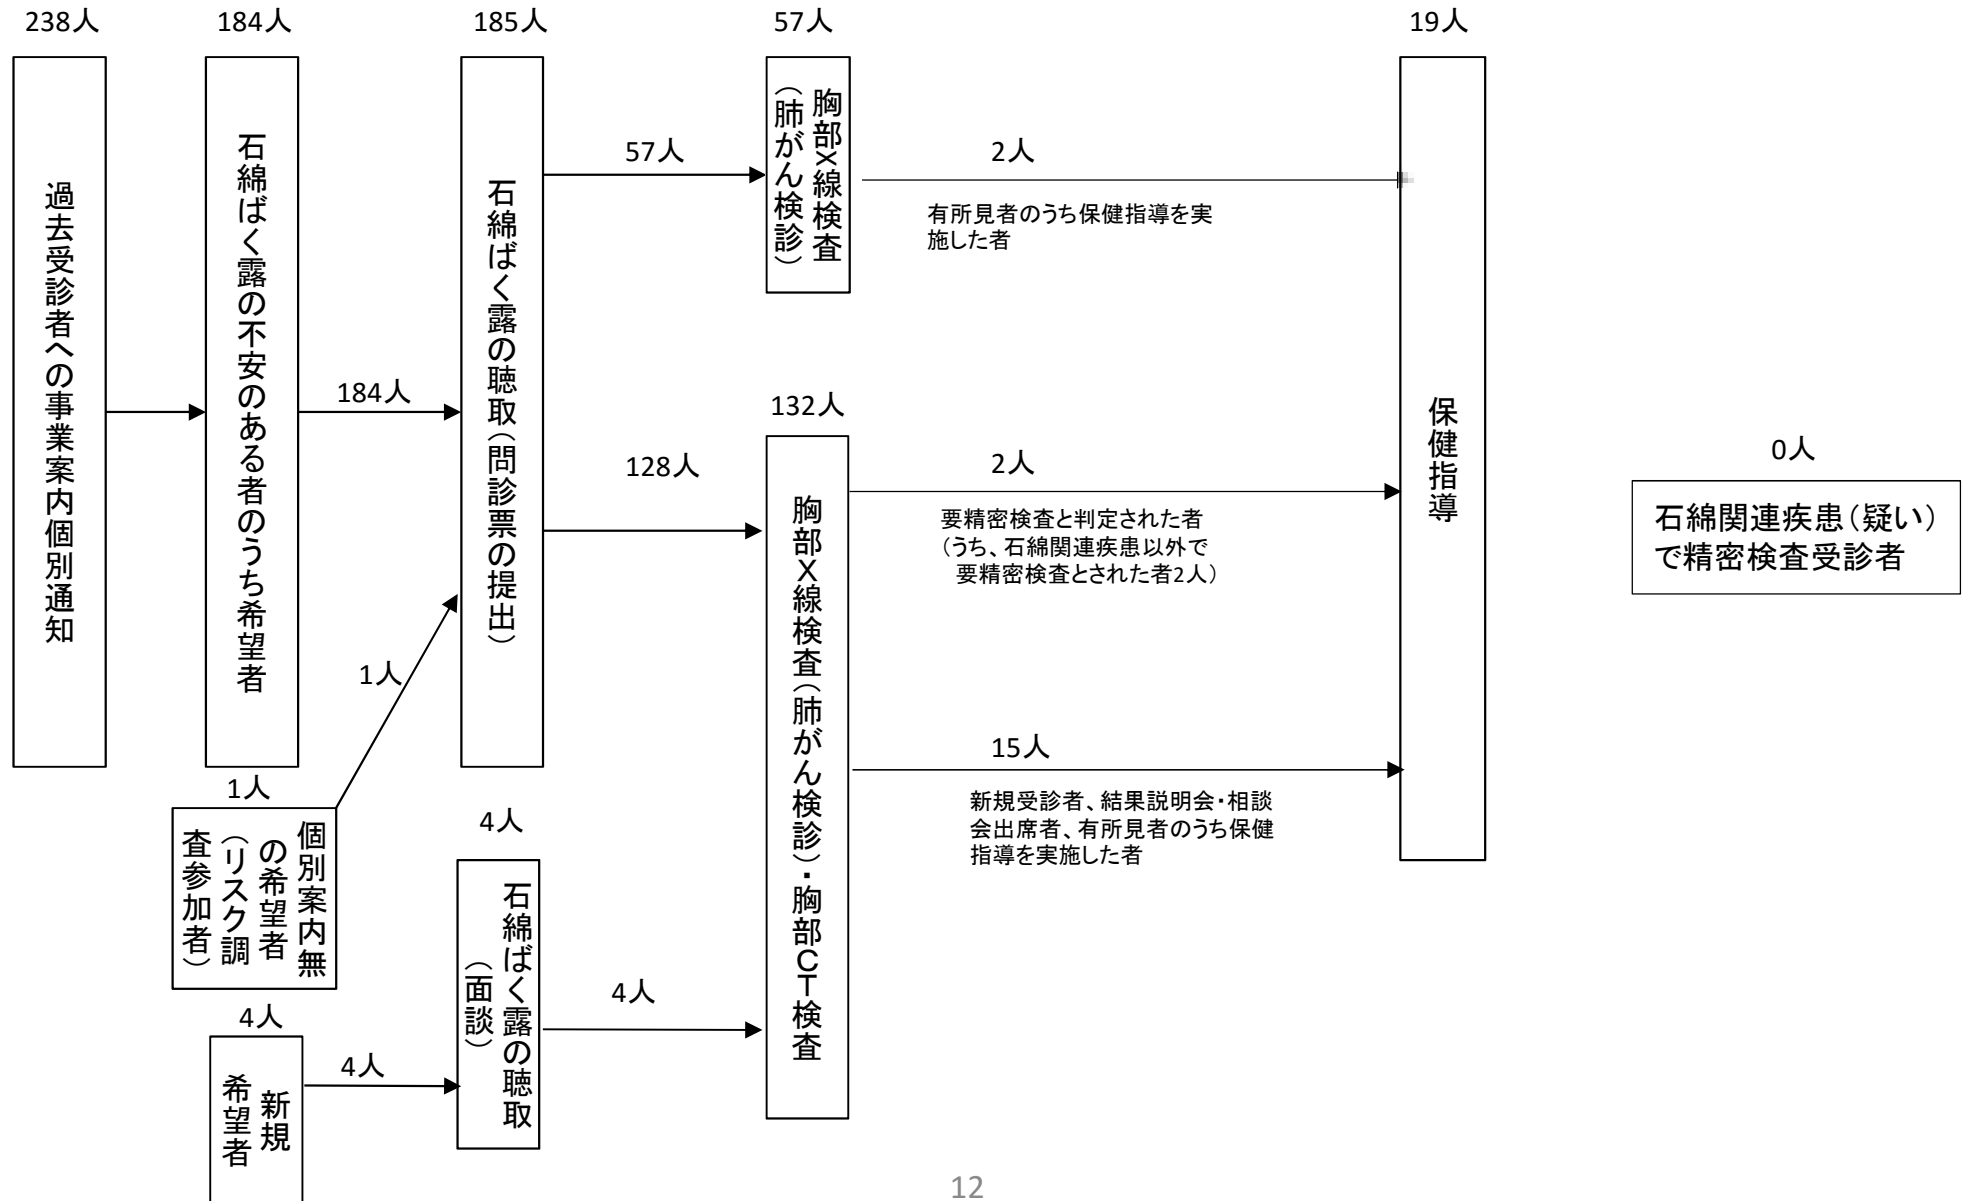 238人
184人
185人
57人
19人
過去受診者への事業案内個別通知
石綿ばく露の不安のある者のうち希望者
184人
石綿ばく露の聴取（問診票の提出）
57人
胸部X線検査
（肺がん検診）
2人
有所見者のうち保健指導を実
施した者
保健指導
128人
132人
胸部X線検査（肺がん検診）・胸部CT検査
2人
要精密検査と判定された者
（うち、石綿関連疾患以外で
要精密検査とされた者2人）
15人
新規受診者、結果説明会・相談
会出席者、有所見者のうち保健
指導を実施した者
0人
石綿関連疾患（疑い）
で精密検査受診者
1人
1人
個別案内無
の希望者
（リスク調
査参加者）
4人
石綿ばく露の聴取
（面談）
4人
4人
新規
希望者
4人
12